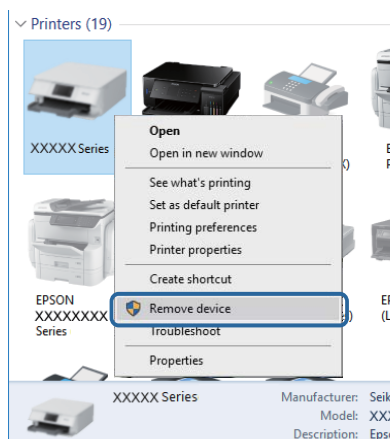 Printers (19)
XXXXX Series
Open
Open in new window
See what's printing
Set as default printer
Printing preferences
Printer properties
Create shortcut
Remove device
Troubleshoot
Properties
EPSON
XXXXXXXX
Series
XXXXX Series
Manufacturer:
Model:
Description: